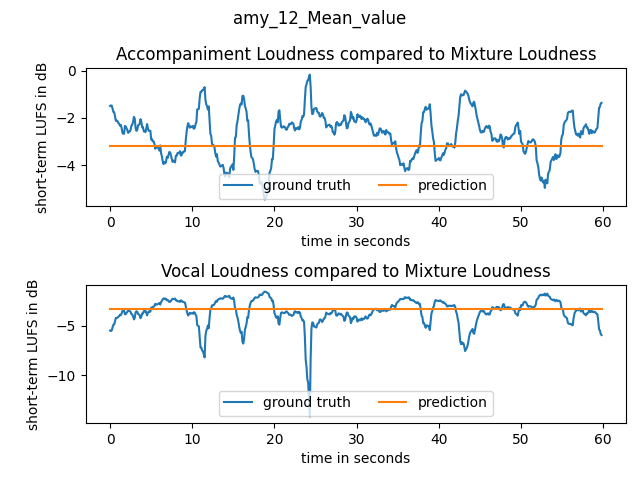 amy_12_Mean_value
Accompaniment Loudness compared to Mixture Loudness
short-term LUFS in dB
0
−2
−4
ground truth
prediction
0 10 20 30 40 50 60
time in seconds
Vocal Loudness compared to Mixture Loudness
short-term LUFS in dB
−5
−10
ground truth
prediction
0 10 20 30 40 50 60
time in seconds